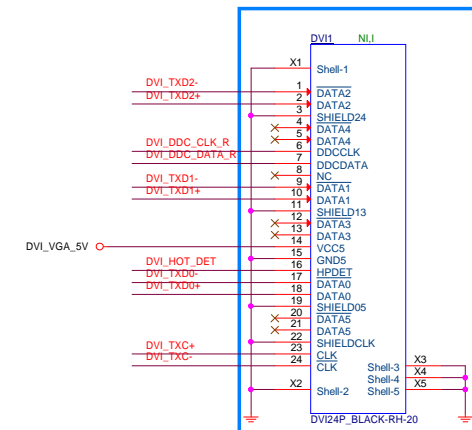 DVI1 NI,I
X1 Shell-1
DVI_TXD2- 1 DATA2
DVI_TXD2+ 2 DATA2
3 SHIELD24
4 DATA4
5 DATA4
DVI_DDC_CLK_R 6 DDCCLK
DVI_DDC_DATA_R 7 DDCDATA
8 NC
DVI_TXD1- 9 DATA1
DVI_TXD1+ 10 DATA1
11 SHIELD13
12 DATA3
13 DATA3
DVI_VGA_5V 14 VCC5
15 GND5
DVI_HOT_DET 16 HPDET
DVI_TXD0- 17 DATA0
DVI_TXD0+ 18 DATA0
19 SHIELD05
20 DATA5
21 DATA5
22 SHIELDCLK
DVI_TXC+ 23 CLK
DVI_TXC- 24 CLK
Shell-3 X3
Shell-4 X4
X2 Shell-2 Shell-5 X5
DVI24P_BLACK-RH-20